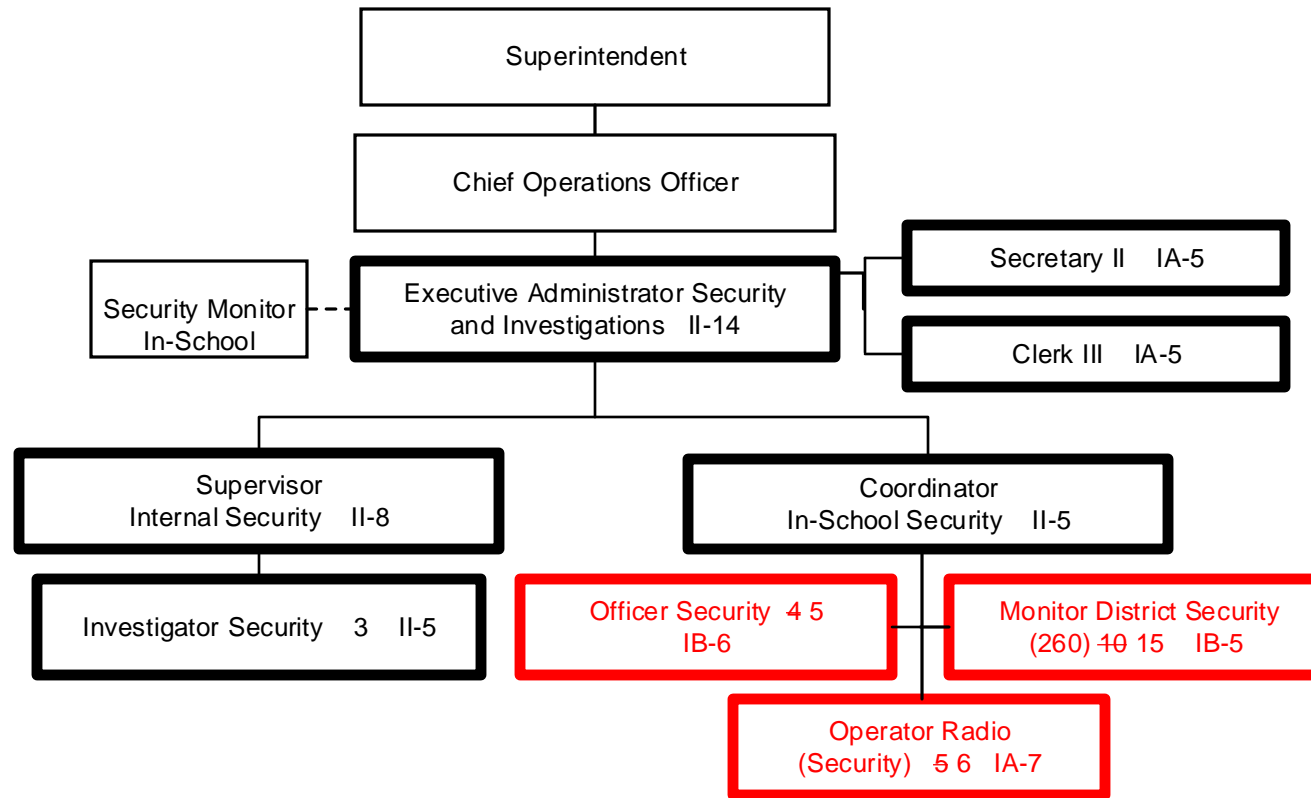 Superintendent
Chief Operations Officer
Security Monitor
In-School
Executive Administrator Security
and Investigations II-14
Secretary II IA-5
Clerk III IA-5
Supervisor
Internal Security II-8
Coordinator
In-School Security II-5
Investigator Security 3 II-5
Officer Security 4 5
IB-6
Monitor District Security
(260) 10 15 IB-5
Operator Radio
(Security) 5 6 IA-7